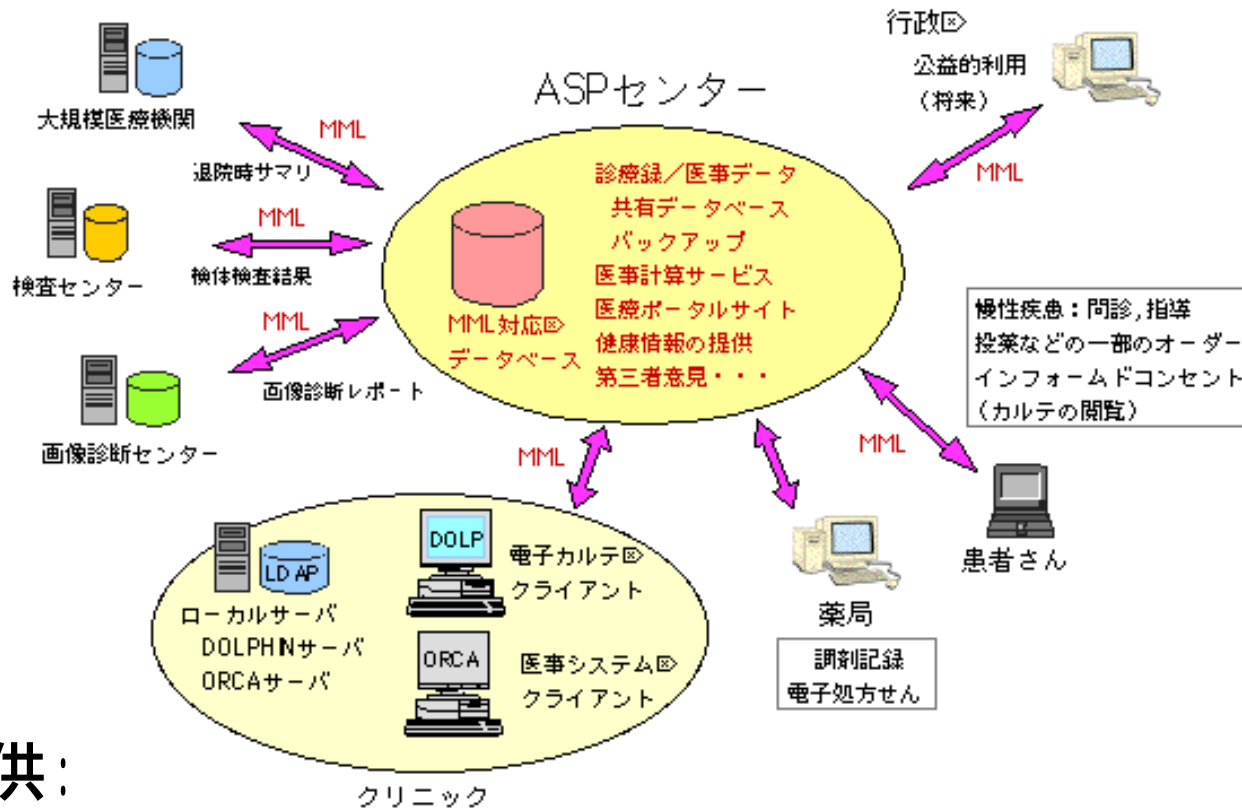 行政
公益的利用
(将来)
ASPセンター
大規模医療機関
MML
退院時サマリ
MML
診療録/医事データ
共有データベース
バックアップ
医事計算サービス
医療ポータルサイト
健康情報の提供
第三者意見・・・
MML対応
データベース
MML
検体検査結果
検査センター
MML
画像診断レポート
画像診断センター
慢性疾患:問診,指導
投薬などの一部のオーダー
インフォームドコンセント
(カルテの閲覧)
MML
MML
患者さん
薬局
調剤記録
電子処方せん
DOLP
電子カルテ
クライアント
LDAP
ローカルサーバ
DOLPHINサーバ
ORCAサーバ
ORCA
医事システム
クライアント
クリニック
供: